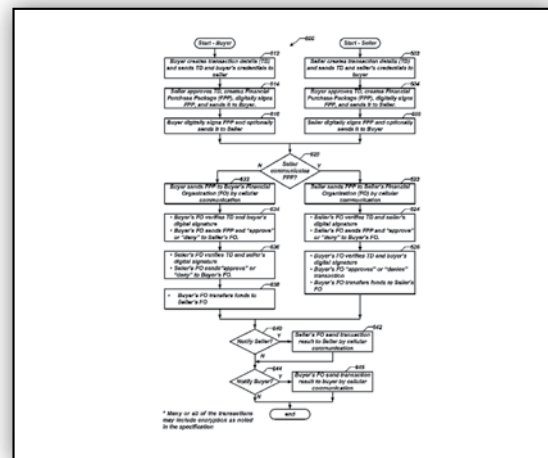 Start - Buyer
600
Start - Seller
612
Buyer creates transaction details (TD)
and sends TD and buyer's credentials to
seller
602
Seller creates transaction details (TD)
and sends TD and seller's credentials to
buyer
614
Seller approves TD, creates Financial
Purchase Package (FPP), digitally signs
FPP, and sends it to Buyer.
604
Buyer approves TD, creates Financial
Purchase Package (FPP), digitally signs
FPP, and sends it to Seller.
Buyer digitally signs FPP and optionally
sends it to Seller
Seller digitally signs FPP and optionally
sends it to Buyer
620
Seller
communicates
FPP?
N
Y
Buyer sends FPP to Buyer's Financial
Organization (FO) by cellular
communication
Seller sends FPP to Seller's Financial
Organization (FO) by cellular
communication
634
• Buyer's FO verifies TD and buyer's
digital signature
• Buyer's FO sends FPP and "approve"
or "deny" to Seller's FO.
624
• Seller's FO verifies TD and seller's
digital signature
• Seller's FO sends FPP and "approve"
or "deny" to Buyer's FO.
636
• Seller's FO verifies TD and seller's
digital signature
• Seller's FO sends "approve" or
"deny" to Buyer's FO.
• Buyer's FO verifies TD and buyer's
digital signature
• Buyer's FO "approves" or "denies"
transaction
• Buyer's FO transfers funds to Seller's
FO
638
• Buyer's FO transfers funds to
Seller's FO
640
Notify Seller?
Y
N
642
Seller's FO send transaction
result to Seller by cellular
communication
644
Notify Buyer?
Y
N
646
Buyer's FO send transaction
result to buyer by cellular
communication
end
* Many or all of the transactions
may include encryption as noted
in the specification